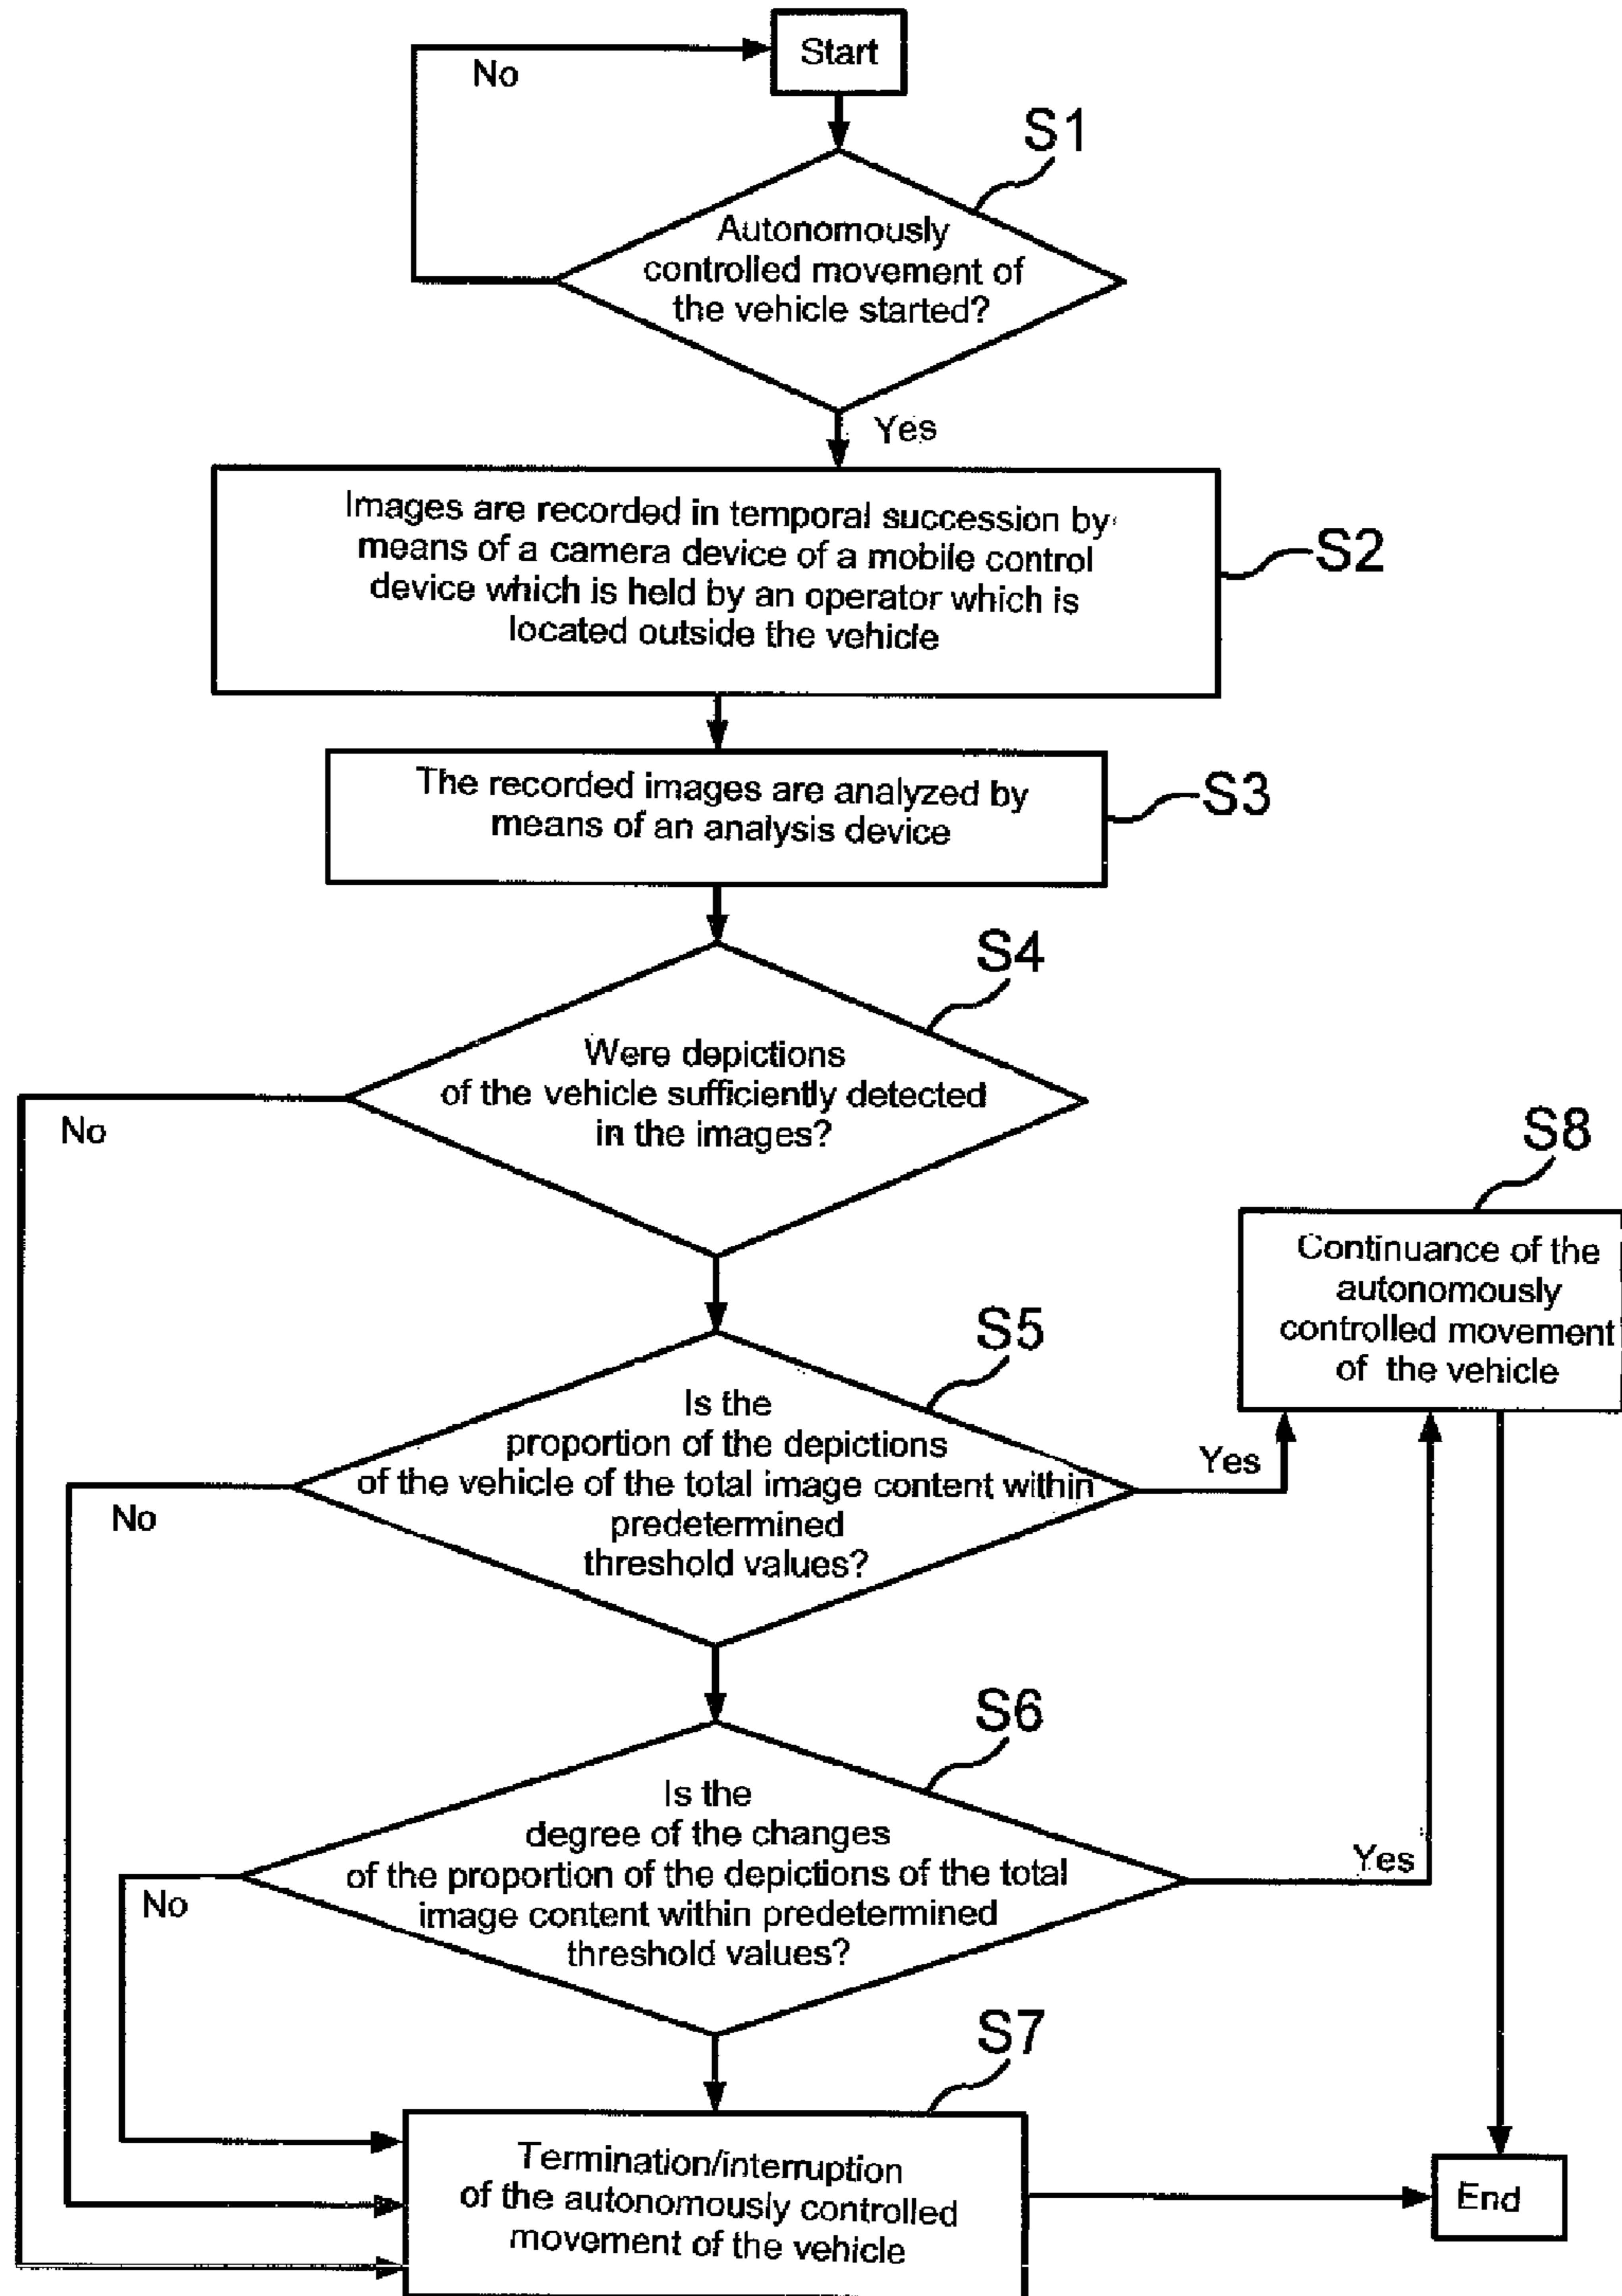 Start
No
S1
Autonomously
controlled movement of
the vehicle started?
Yes
Images are recorded in temporal succession by
means of a camera device of a mobile control
device which is held by an operator which is
located outside the vehicle
S2
The recorded images are analyzed by
means of an analysis device
S3
S4
Were depictions
of the vehicle sufficiently detected
in the images?
No
S8
Continuance of the
autonomously
controlled movement
of the vehicle
S5
Is the
proportion of the depictions
of the vehicle of the total image content within
predetermined
threshold values?
Yes
No
S6
Is the
degree of the changes
of the proportion of the depictions of the total
image content within predetermined
threshold values?
Yes
No
S7
Termination/interruption
of the autonomously controlled
movement of the vehicle
End